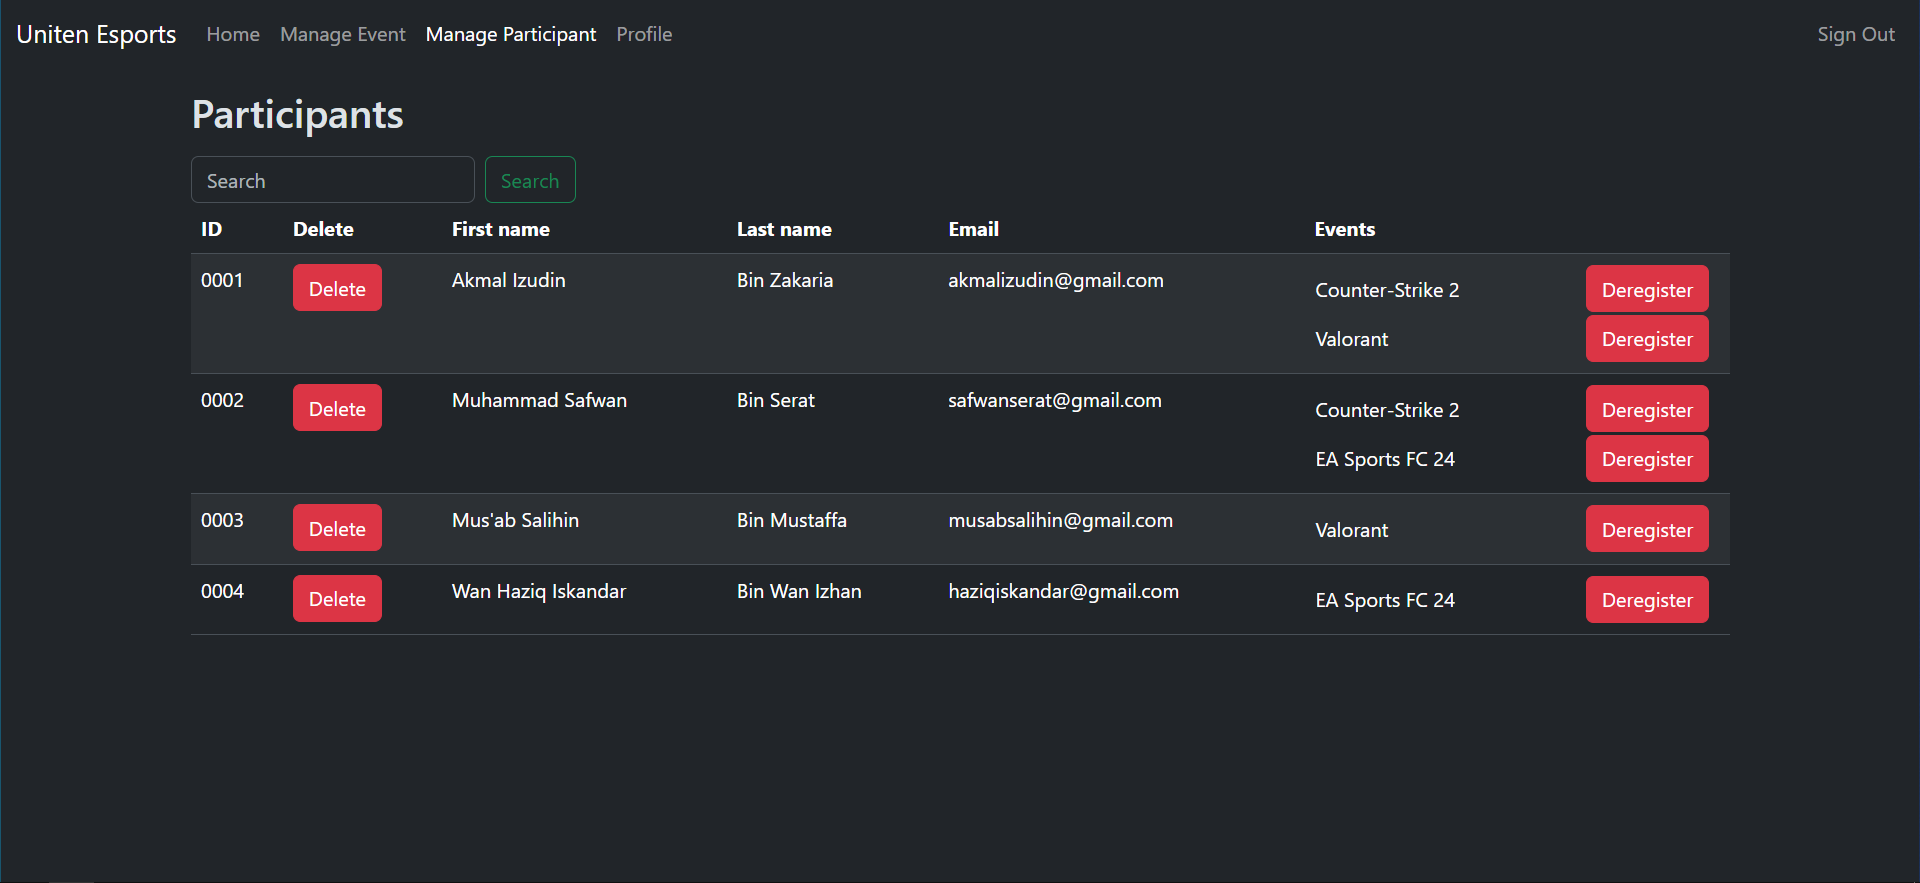 Uniten Esports Home Manage Event Manage Participant Profile Sign Out
Participants
Search Search
ID Delete First name Last name Email Events
0001 Delete Akmal Izudin Bin Zakaria akmalizudin@gmail.com Counter-Strike 2 Deregister
Valorant Deregister
0002 Delete Muhammad Safwan Bin Serat safwanserat@gmail.com Counter-Strike 2 Deregister
EA Sports FC 24 Deregister
0003 Delete Mus'ab Salihin Bin Mustaffa musabsalihin@gmail.com Valorant Deregister
0004 Delete Wan Haziq Iskandar Bin Wan Izhan haziqiskandar@gmail.com EA Sports FC 24 Deregister